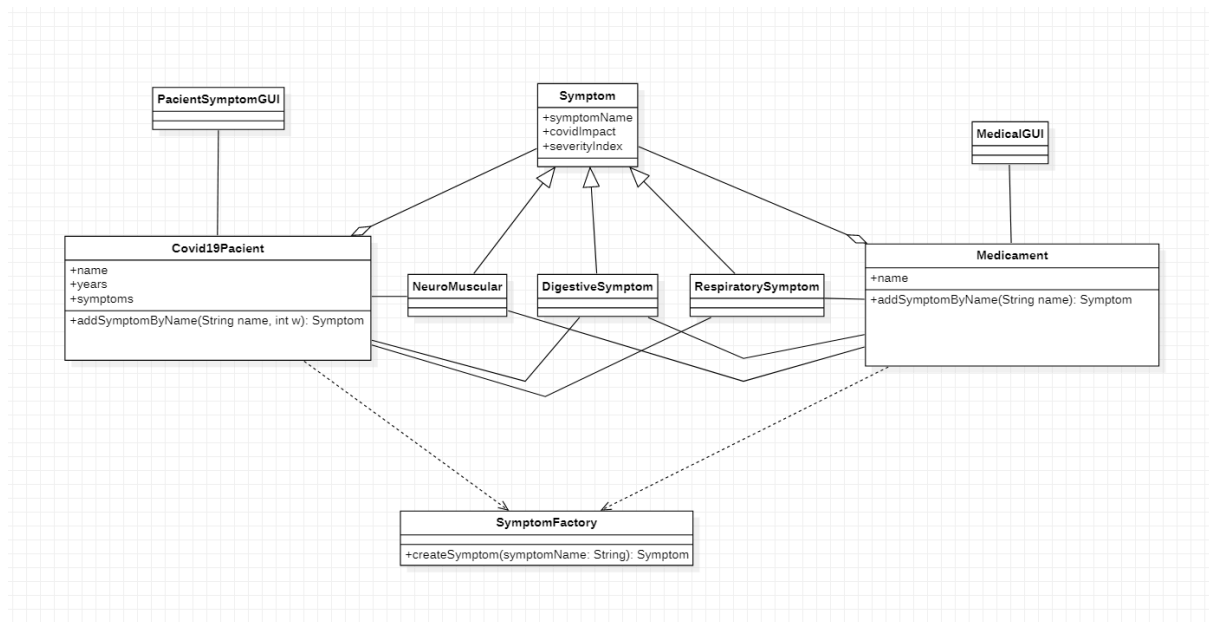 PacientSymptomGUI
Symptom
+symptomName
+covidImpact
+severityIndex
MedicalGUI
Covid19Pacient
+name
+years
+symptoms
+addSymptomByName(String name, int w): Symptom
NeuroMuscular
DigestiveSymptom
RespiratorySymptom
Medicament
+name
+addSymptomByName(String name): Symptom
SymptomFactory
+createSymptom(symptomName: String): Symptom